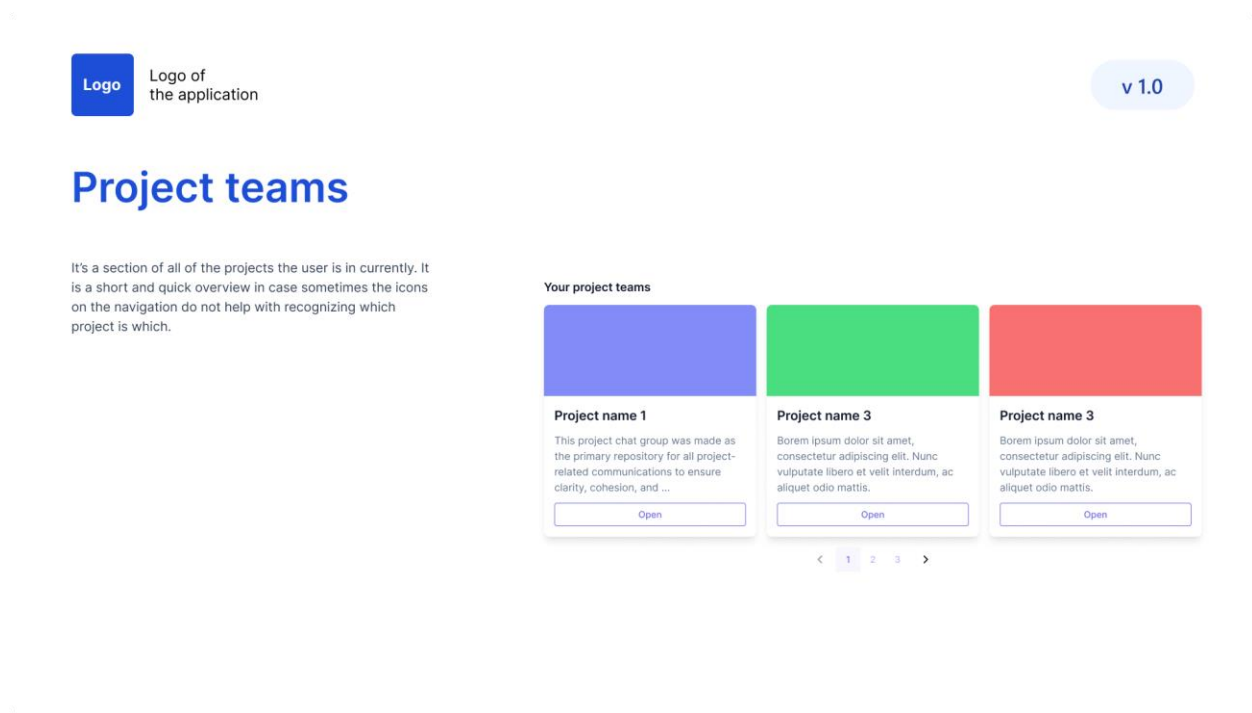 Logo
Logo of
the application
v 1.0
Project teams
It's a section of all of the projects the user is in currently. It
is a short and quick overview in case sometimes the icons
on the navigation do not help with recognizing which
project is which.
Your project teams
Project name 1
This project chat group was made as
the primary repository for all project-
related communications to ensure
clarity, cohesion, and ...
Open
Project name 3
Borem ipsum dolor sit amet,
consectetur adipiscing elit. Nunc
vulputate libero et velit interdum, ac
aliquet odio mattis.
Open
Project name 3
Borem ipsum dolor sit amet,
consectetur adipiscing elit. Nunc
vulputate libero et velit interdum, ac
aliquet odio mattis.
Open
1 2 3